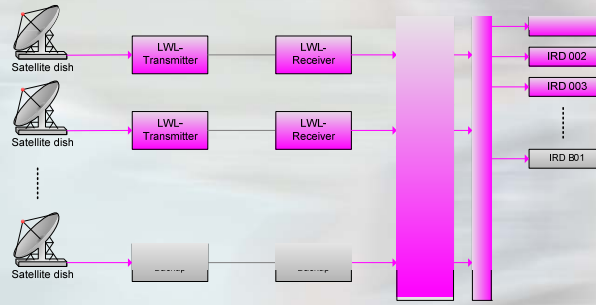 LWL-
Transmitter
LWL-
Receiver
Satellite dish
IRD 002
IRD 003
LWL-
Transmitter
LWL-
Receiver
Satellite dish
IRD B01
Satellite dish